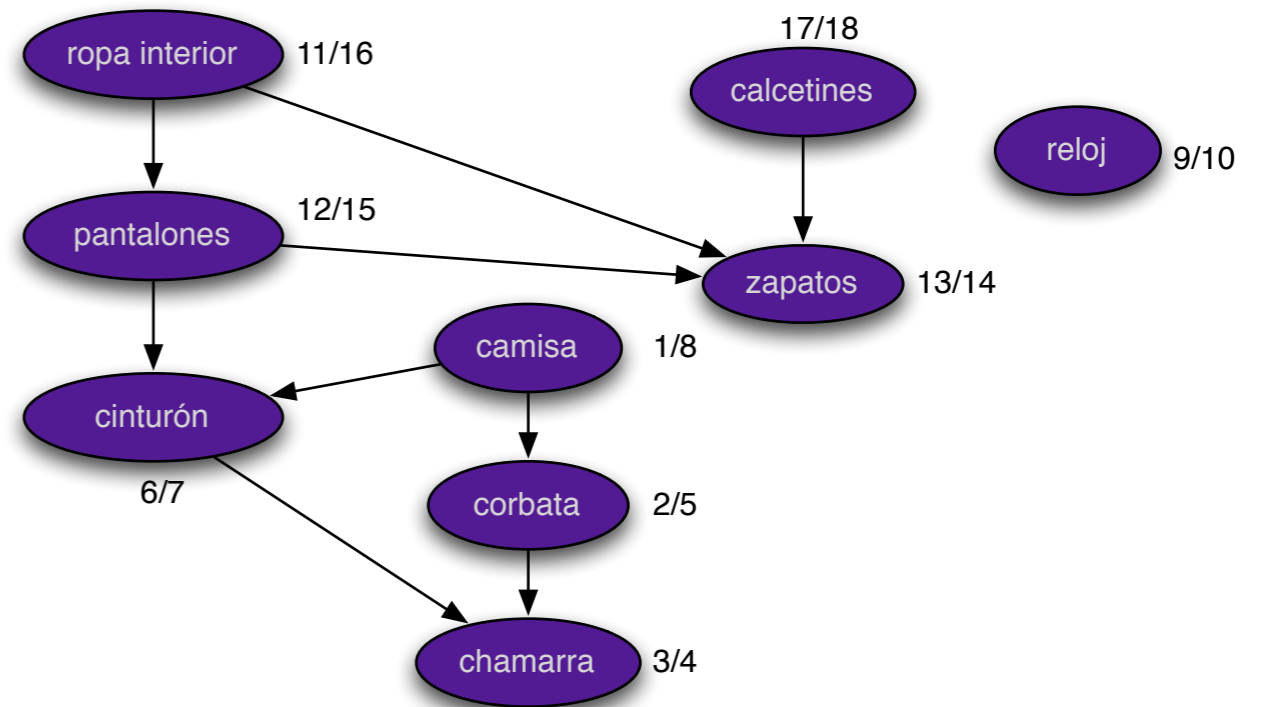 17/18
ropa interior
11/16
calcetines
reloj
9/10
pantalones
12/15
zapatos
13/14
camisa
1/8
cinturón
6/7
corbata
2/5
chamarra
3/4